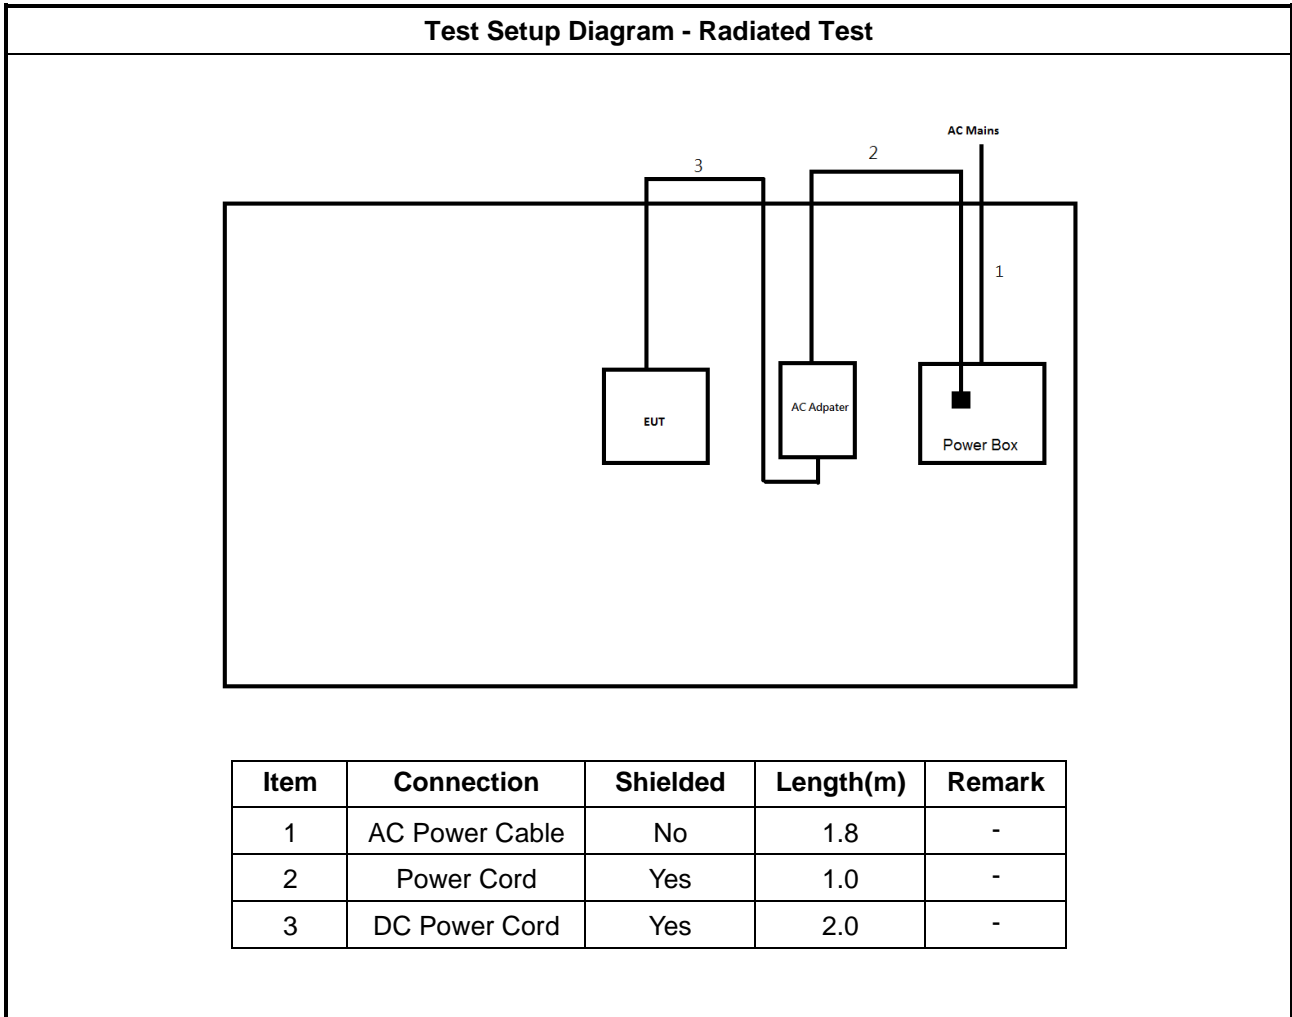 Test Setup Diagram - Radiated Test
AC Mains
3
2
1
EUT
AC Adpater
Power Box
Item Connection Shielded Length(m) Remark
1 AC Power Cable No 1.8 -
2 Power Cord Yes 1.0 -
3 DC Power Cord Yes 2.0 -